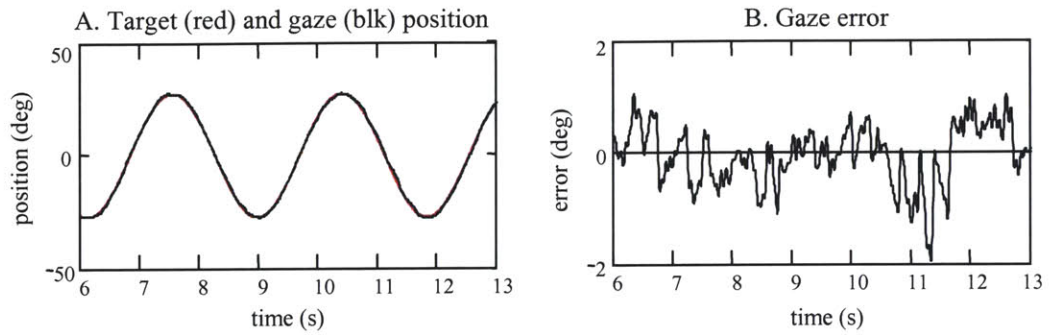 A. Target (red) and gaze (blk) position
50
0
-50
position (deg)
6 7 8 9 10 11 12 13
time (s)
B. Gaze error
2
0
-2
error (deg)
6 7 8 9 10 11 12 13
time (s)